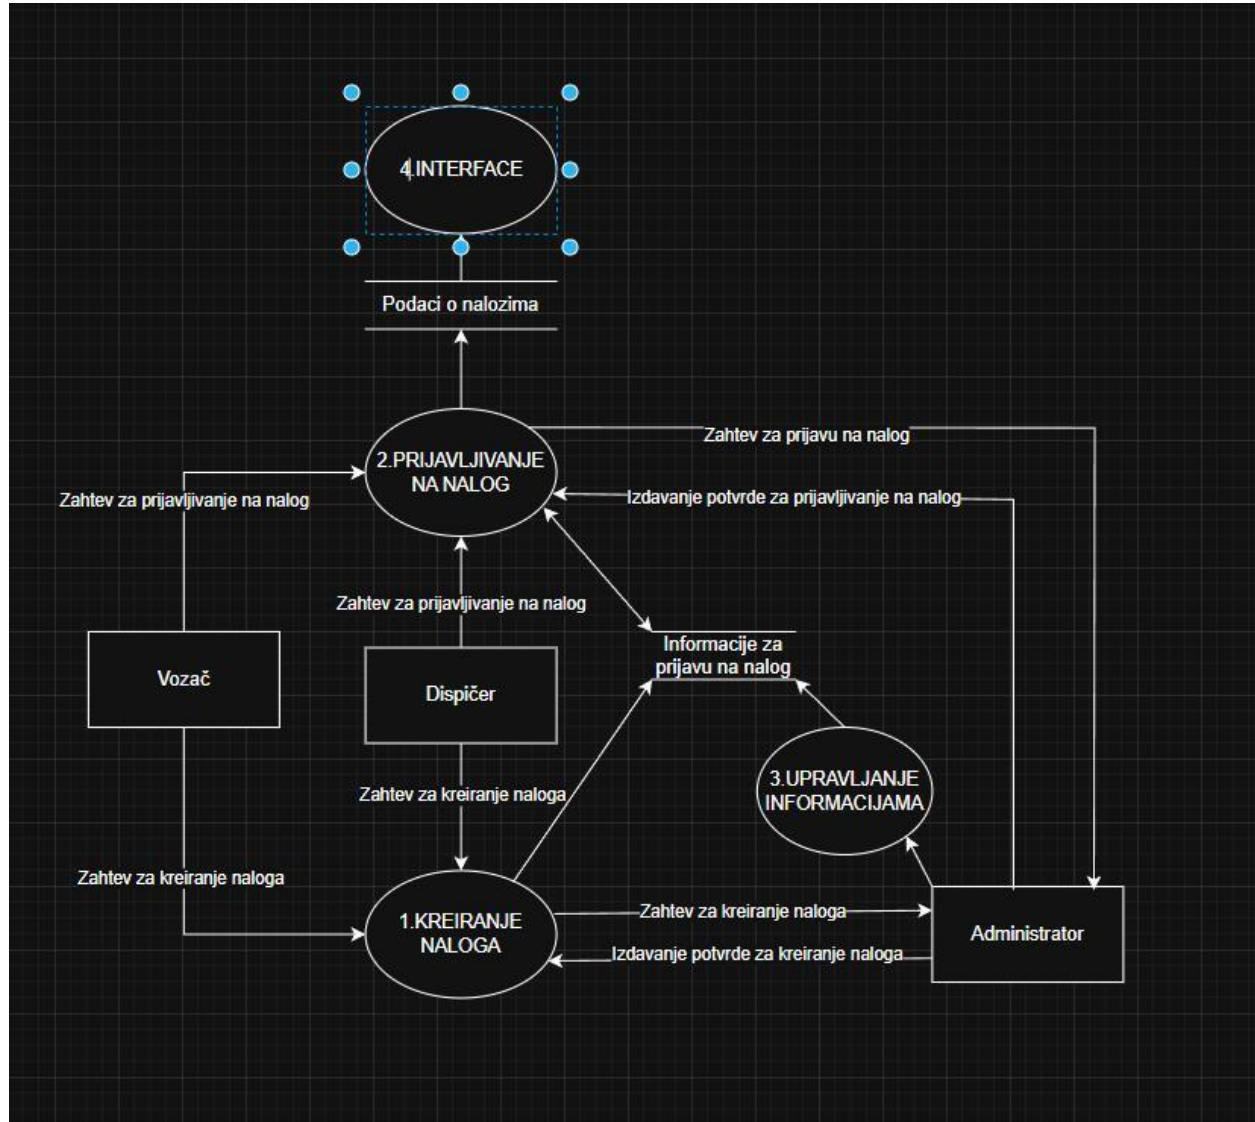 4.INTERFACE
Podaci o nalozima
Zahtev za prijavu na nalog
2.PRIJAVLJIVANJE
NA NALOG
Zahtev za prijavljivanje na nalog
Izdavanje potvrde za prijavljivanje na nalog
Zahtev za prijavljivanje na nalog
Informacije za
prijavu na nalog
Vozač
Dispičer
3.UPRAVLJANJE
INFORMACIJAMA
Zahtev za kreiranje naloga
Zahtev za kreiranje naloga
1.KREIRANJE
NALOGA
Zahtev za kreiranje naloga
Administrator
Izdavanje potvrde za kreiranje naloga